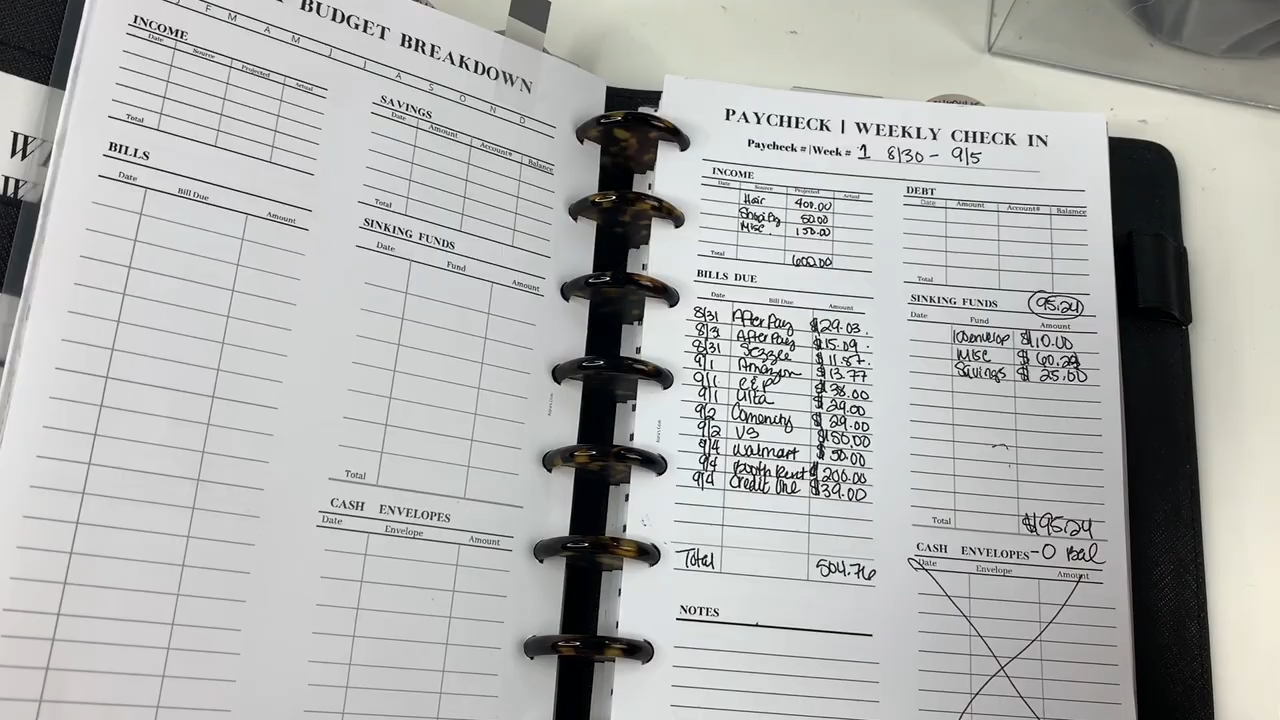 BUDGET BREAKDOWN
J F M A M J J A S O N D
INCOME
Date Source Projected Actual
Total
BILLS
Date Bill Due Amount
SAVINGS
Date Amount Account# Balance
Total
SINKING FUNDS
Date Fund Amount
Total
CASH ENVELOPES
Date Envelope Amount
PAYCHECK | WEEKLY CHECK IN
Paycheck # | Week # 1 8/30 - 9/5
INCOME
Date Source Projected Actual
Hair 400.00
50.00
Misc. 150.00
Total 600.00
BILLS DUE
Date Bill Due Amount
8/31 AfterPay $29.03
8/3 AfterPay $15.09
8/31 Sezzle $11.87
9/1 Amazon $13.77
9/1 $38.00
9/1 Ulta $29.00
9/2 Comenity $29.00
9/2 VS $50.00
9/4 Walmart $50.00
9/4 Booth Rent $200.00
9/4 Credit One $39.00
Total 504.76
NOTES
DEBT
Date Amount Account# Balance
Total
SINKING FUNDS 95.24
Date Fund Amount
$10.00
Misc $60.24
Savings $25.00
Total $95.24
CASH ENVELOPES - 0 Bal
Date Envelope Amount